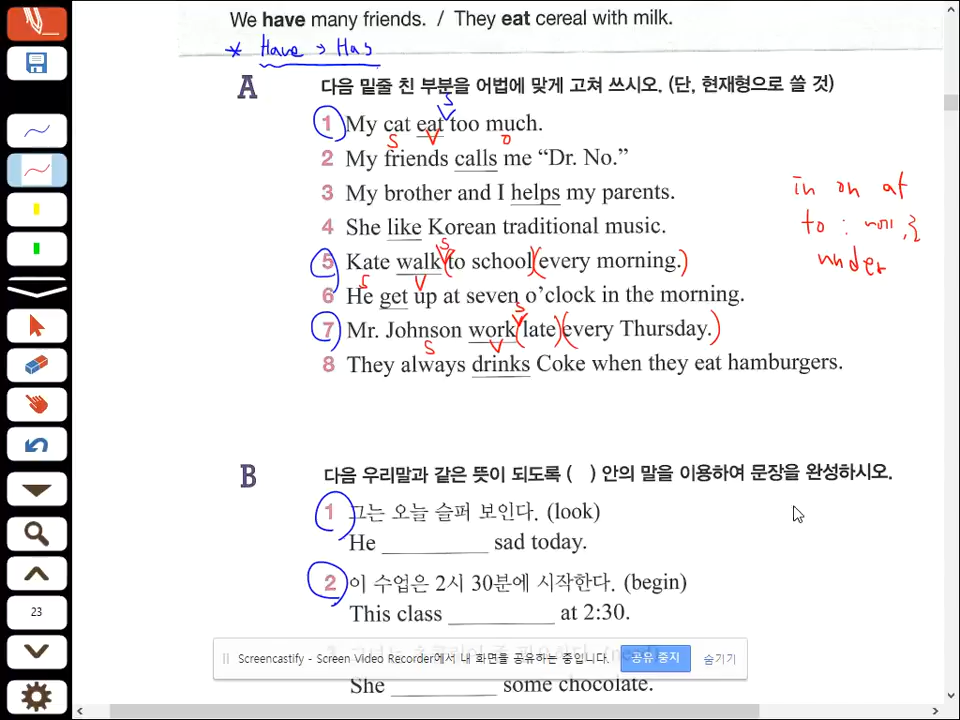 We have many friends. / They eat cereal with milk.
* Have → Has
A 다음 밑줄 친 부분을 어법에 맞게 고쳐 쓰시오. (단, 현재형으로 쓸 것)
s
1 My cat eat too much.
s v o
2 My friends calls me “Dr. No.”
3 My brother and I helps my parents.
in on at
4 She like Korean traditional music.
to :
s
5 Kate walk (to school)(every morning.)
under
s v
6 He get up at seven o’clock in the morning.
s
7 Mr. Johnson work (late)(every Thursday.)
s v
8 They always drinks Coke when they eat hamburgers.
B 다음 우리말과 같은 뜻이 되도록 ( ) 안의 말을 이용하여 문장을 완성하시오.
1 그는 오늘 슬퍼 보인다. (look)
He __________ sad today.
2 이 수업은 2시 30분에 시작한다. (begin)
This class __________ at 2:30.
Screencastify - Screen Video Recorder에서 내 화면을 공유하는 중입니다. 공유 중지 숨기기
She __________ some chocolate.
23